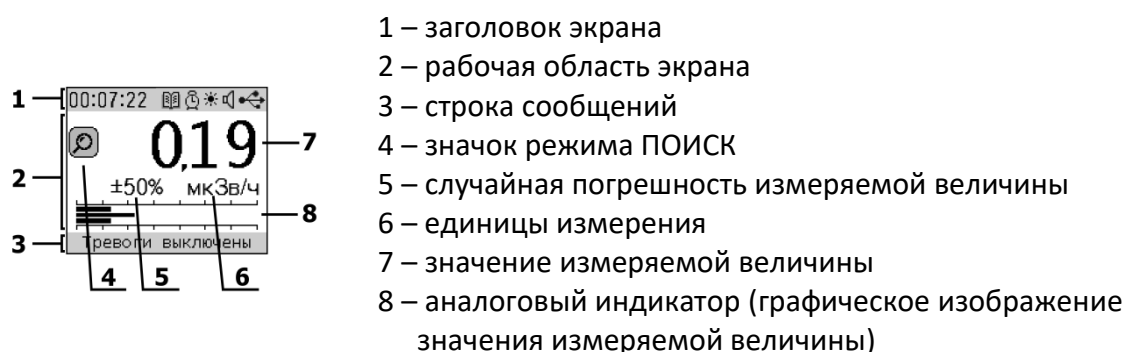 1 – заголовок экрана
2 – рабочая область экрана
3 – строка сообщений
4 – значок режима ПОИСК
5 – случайная погрешность измеряемой величины
6 – единицы измерения
7 – значение измеряемой величины
8 – аналоговый индикатор (графическое изображение
значения измеряемой величины)
1
00:07:22
2
0,19
7
±50% мкЗв/ч
8
3
Тревоги выключены
4 5 6